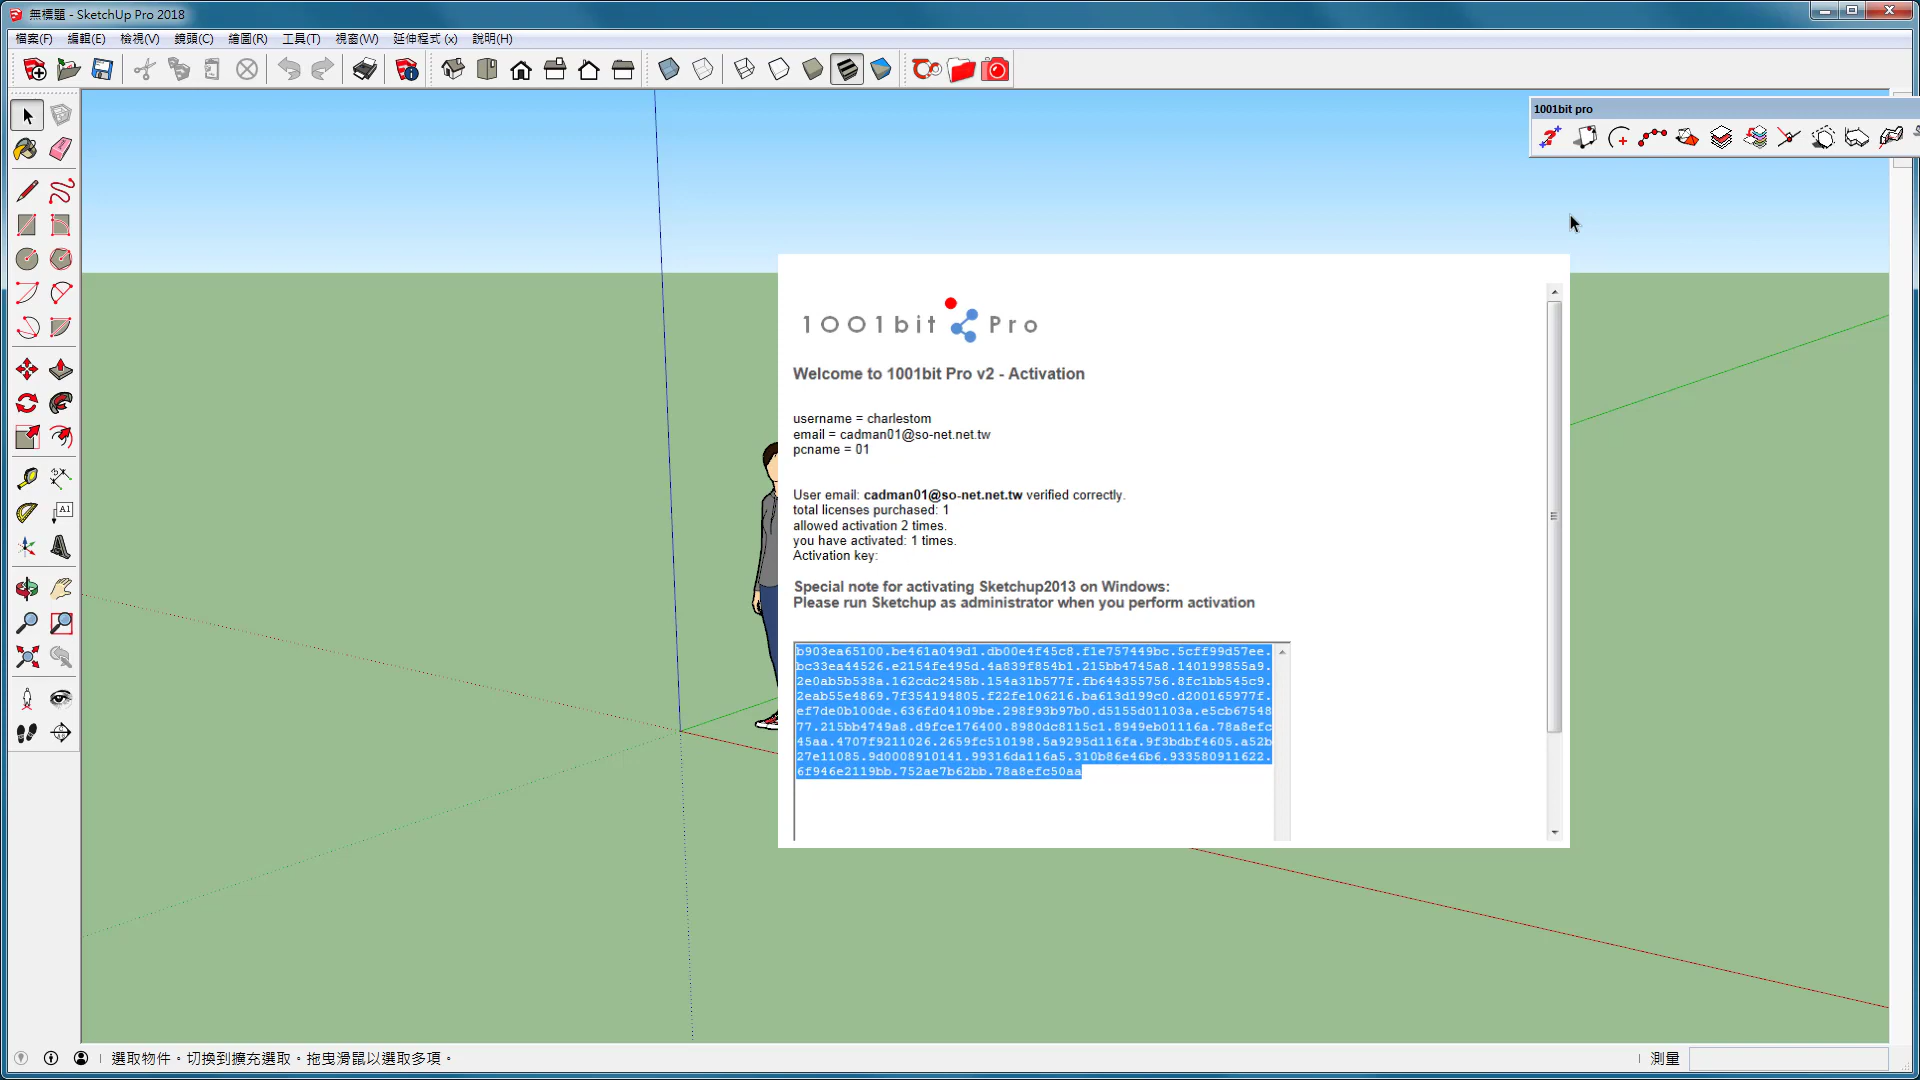 無標題 - SketchUp Pro 2018
檔案(F) 編輯(E) 檢視(V) 鏡頭(C) 繪圖(R) 工具(T) 視窗(W) 延伸程式 (x) 說明(H)
1001bit pro
A1
1001bit Pro
Welcome to 1001bit Pro v2 - Activation
username = charlestom
email = cadman01@so-net.net.tw
pcname = 01
User email: cadman01@so-net.net.tw verified correctly.
total licenses purchased: 1
allowed activation 2 times.
you have activated: 1 times.
Activation key:
Special note for activating Sketchup2013 on Windows:
Please run Sketchup as administrator when you perform activation
b903ea65100.be461a049d1.db00e4f45c8.f1e757449bc.5cff99d57ee.
bc33ea44526.e2154fe495d.4a839f854b1.215bb4745a8.140199855a9.
2e0ab5b538a.162cdc2458b.154a31b577f.fb644355756.8fc1bb545c9.
2eab55e4869.7f354194805.f22fe106216.ba613d199c0.d200165977f.
ef7de0b100de.636fd04109be.298f93b97b0.d5155d01103a.e5cb67548
77.215bb4749a8.d9fce176400.8980dc8115c1.8949eb01116a.78a8efc
45aa.4707f9211026.2659fc510198.5a9295d116fa.9f3bdbf4605.a52b
27e11085.9d0008910141.99316da116a5.310b86e46b6.933580911622.
6f946e2119bb.752ae7b62bb.78a8efc50aa
選取物件。切換到擴充選取。拖曳滑鼠以選取多項。
測量